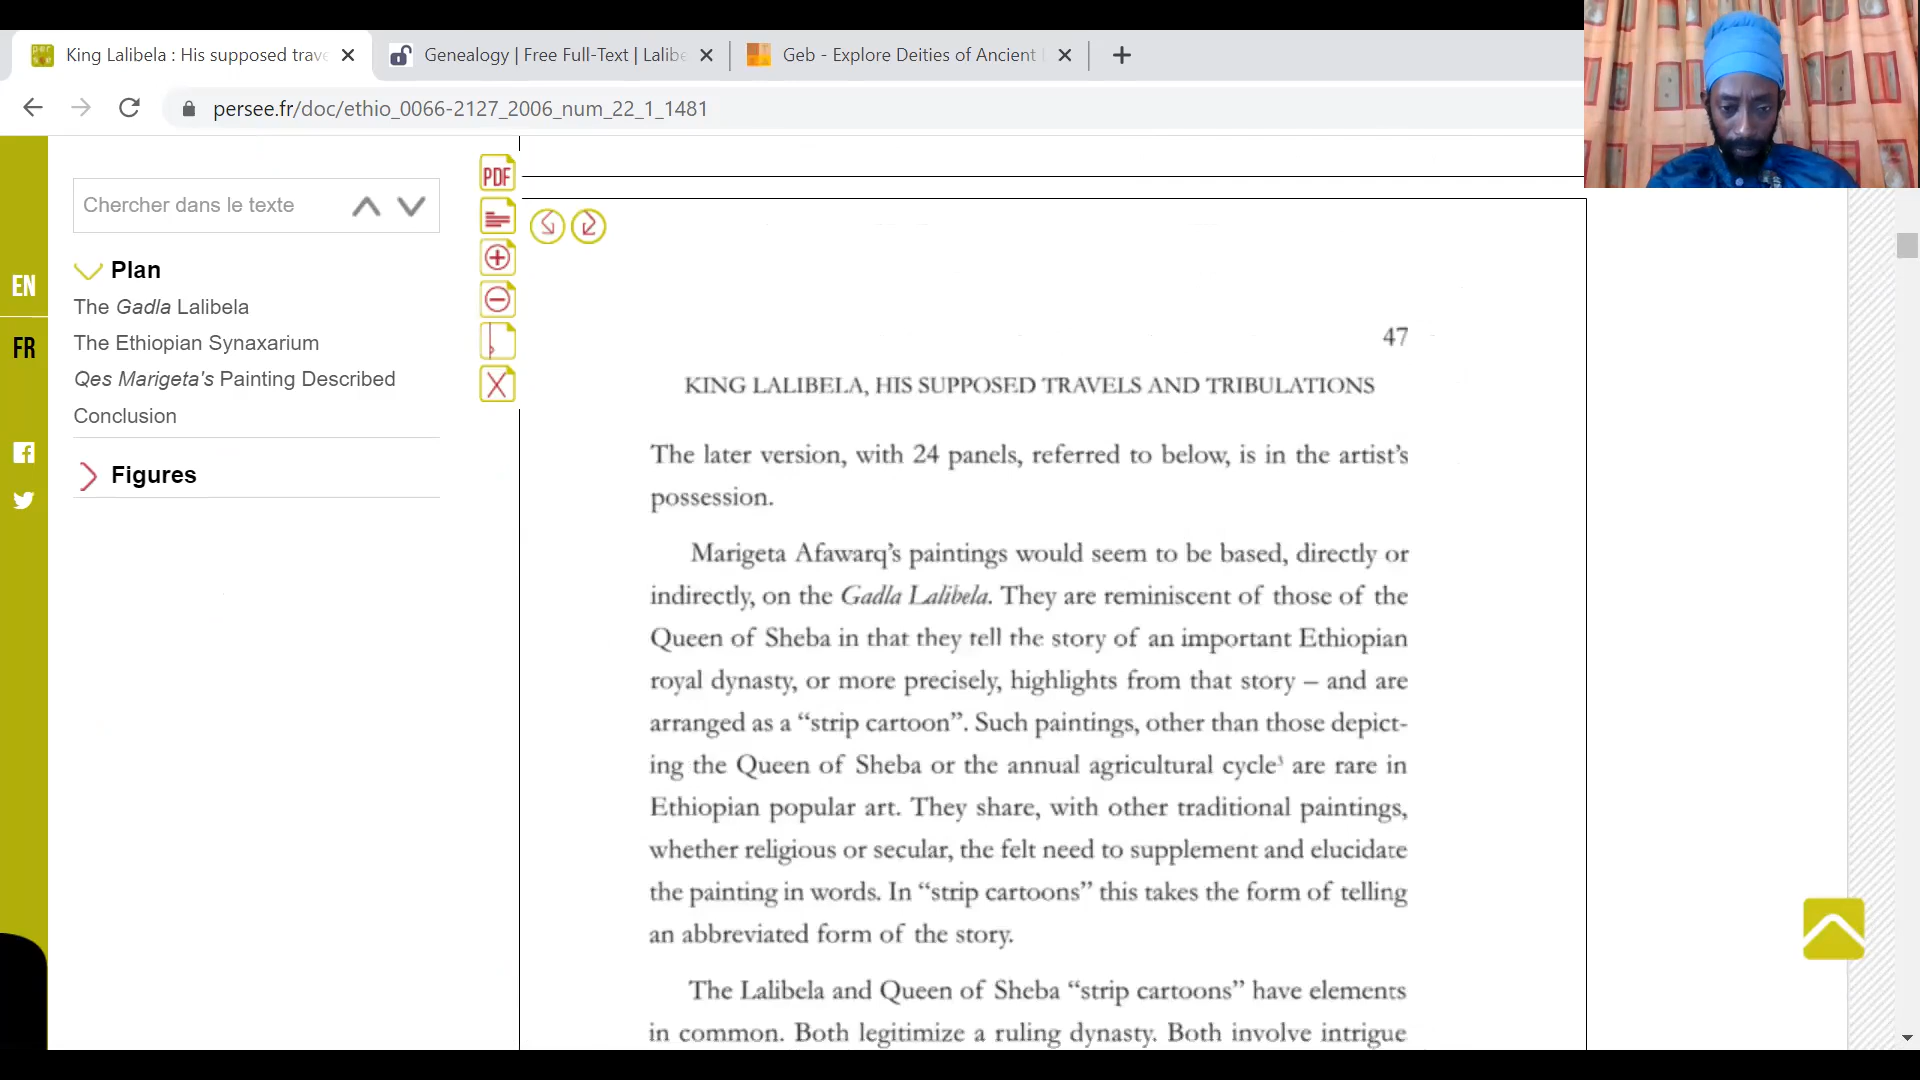 King Lalibela : His supposed trave
Genealogy | Free Full-Text | Lalibe
Geb - Explore Deities of Ancient
persee.fr/doc/ethio_0066-2127_2006_num_22_1_1481
EN
FR
Chercher dans le texte
Plan
The Gadla Lalibela
The Ethiopian Synaxarium
Qes Marigeta's Painting Described
Conclusion
Figures
PDF
47
KING LALIBELA, HIS SUPPOSED TRAVELS AND TRIBULATIONS
The later version, with 24 panels, referred to below, is in the artist's
possession.
Marigeta Afawarq's paintings would seem to be based, directly or
indirectly, on the Gadla Lalibela. They are reminiscent of those of the
Queen of Sheba in that they tell the story of an important Ethiopian
royal dynasty, or more precisely, highlights from that story – and are
arranged as a “strip cartoon”. Such paintings, other than those depict-
ing the Queen of Sheba or the annual agricultural cycle³ are rare in
Ethiopian popular art. They share, with other traditional paintings,
whether religious or secular, the felt need to supplement and elucidate
the painting in words. In “strip cartoons” this takes the form of telling
an abbreviated form of the story.
The Lalibela and Queen of Sheba “strip cartoons” have elements
in common. Both legitimize a ruling dynasty. Both involve intrigue